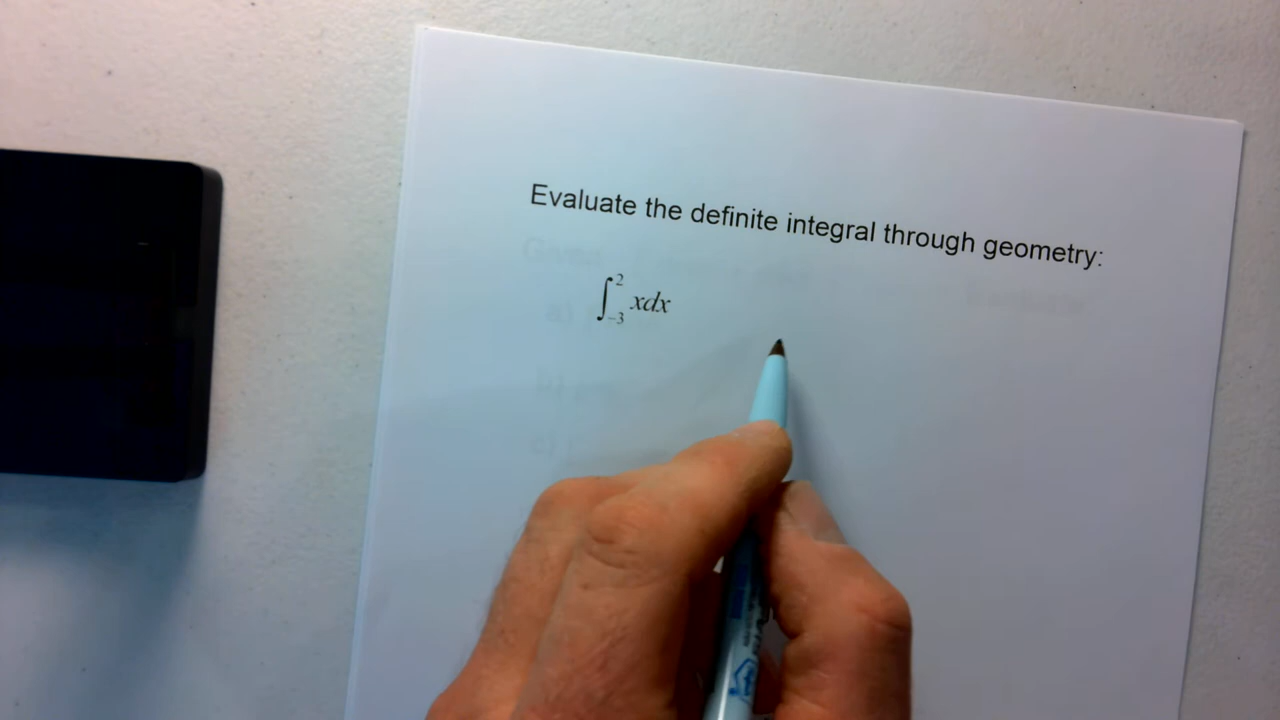 Evaluate the definite integral through geometry:
∫₋₃² xdx